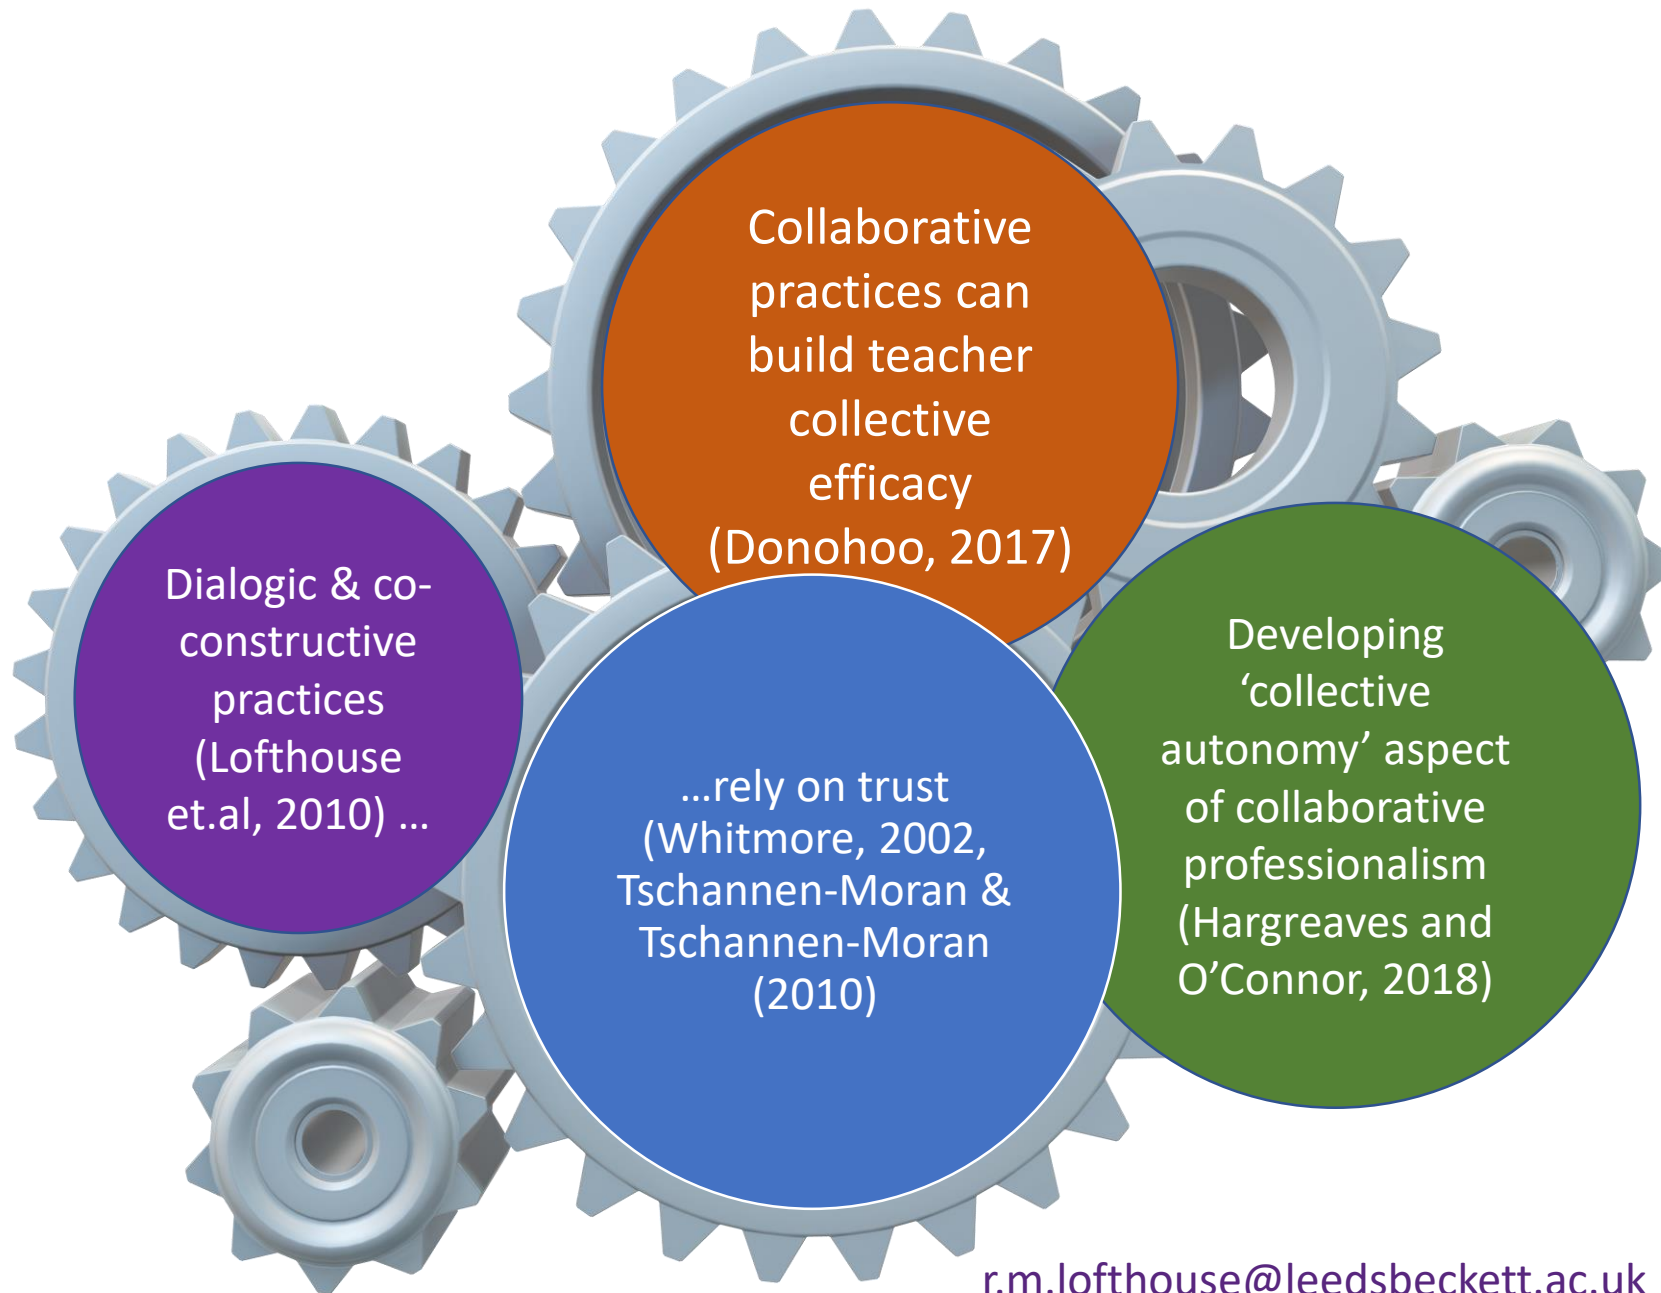 Collaborative
practices can
build teacher
collective
efficacy
(Donohoo, 2017)
Dialogic & co-
constructive
practices
(Lofthouse
et.al, 2010) …
…rely on trust
(Whitmore, 2002,
Tschannen-Moran &
Tschannen-Moran
(2010)
Developing
‘collective
autonomy’ aspect
of collaborative
professionalism
(Hargreaves and
O’Connor, 2018)
r.m.lofthouse@leedsbeckett.ac.uk